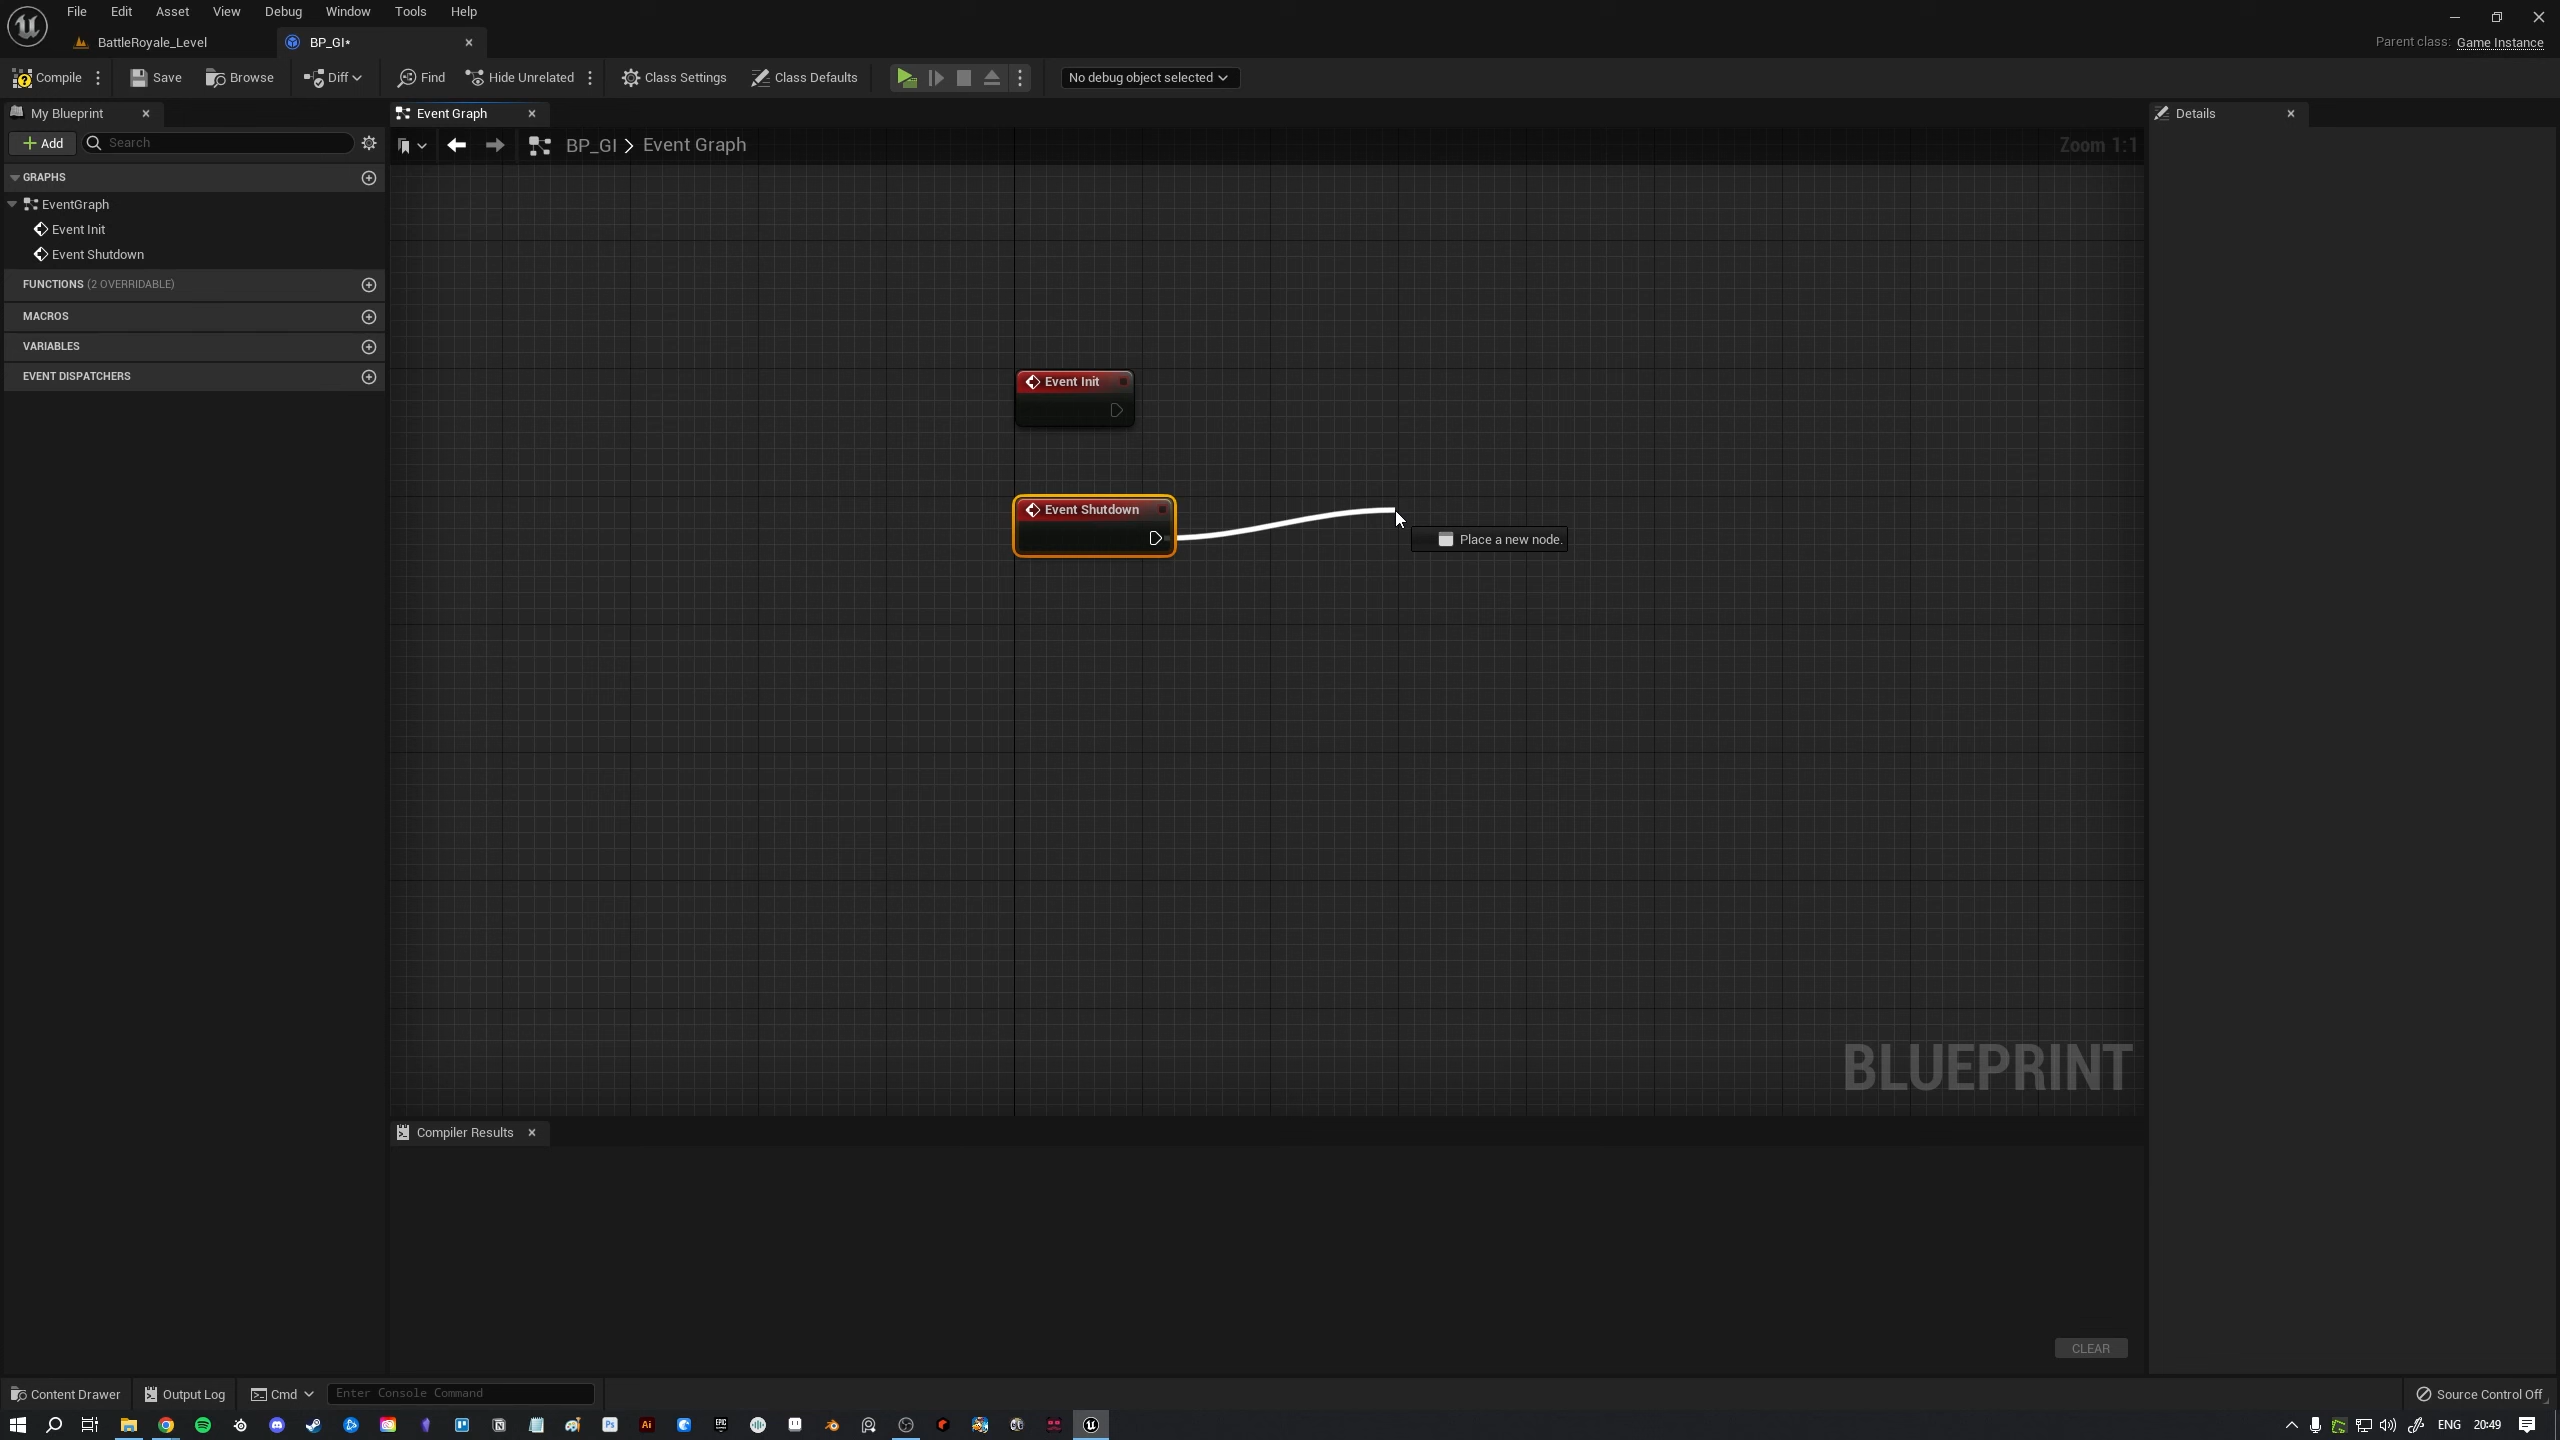 File Edit Asset View Debug Window Tools Help
BattleRoyale_Level BP_GI*
Parent class: Game Instance
Compile Save Browse Diff Find Hide Unrelated Class Settings Class Defaults No debug object selected
My Blueprint Event Graph Details
Add Search BP_GI > Event Graph Zoom 1:1
GRAPHS
EventGraph
Event Init
Event Shutdown
FUNCTIONS (2 OVERRIDABLE)
MACROS
VARIABLES
EVENT DISPATCHERS
Event Init
Event Shutdown
Place a new node.
BLUEPRINT
Compiler Results
CLEAR
Content Drawer Output Log Cmd Enter Console Command Source Control Off
ENG 20:49